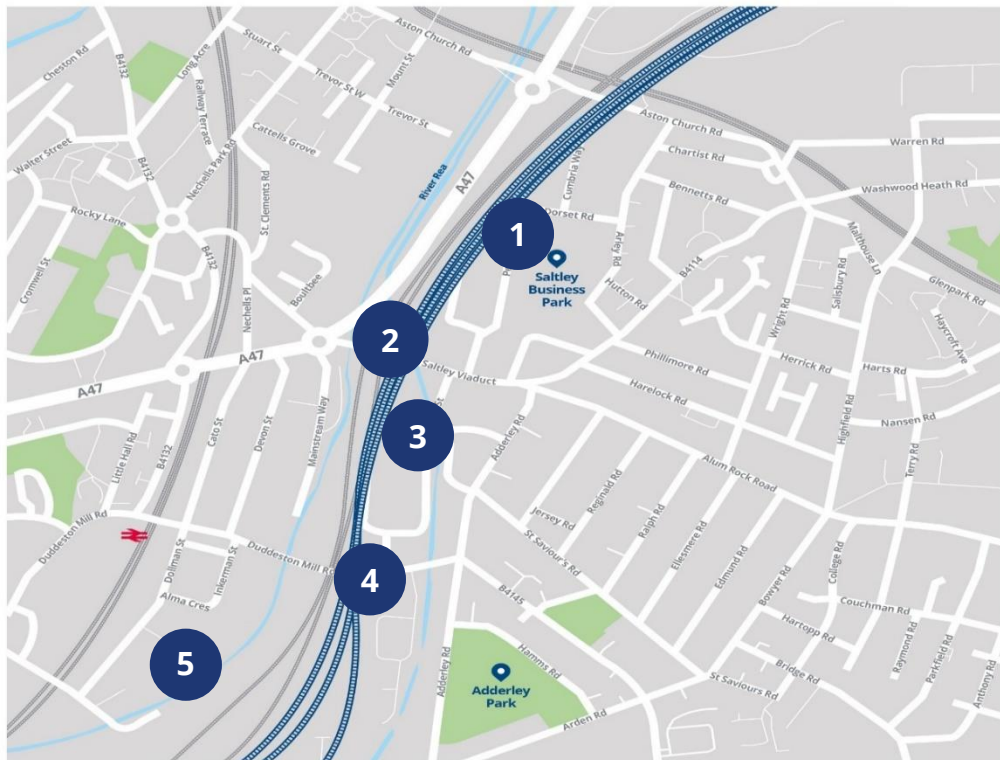 Aston Church Rd
Stuart St
Long Acre
Cheston Rd
B4132
Mount St
Trevor St W
Railway Terrace
Trevor St
Aston Church Rd
Cattells Grove
Chartist Rd
Warren Rd
Walter Street
Nechells Park Rd
B4132
River Rea
A47
Cumbria Way
Bennetts Rd
Washwood Heath Rd
St. Clements Rd
Rocky Lane
Dorset Rd
1
Arley Rd
Malthouse Ln
B4132
Saltley
Business
Park
B4114
Cromwell St
Boultbee
Hutton Rd
Salisbury Rd
Glenpark Rd
Nechells Pl
Wright Rd
Haycroft Ave
2
A47
A47
Saltley Viaduct
Phillimore Rd
Herrick Rd
Harts Rd
Harelock Rd
Highfield Rd
Nansen Rd
Cato St
Devon St
Mainstream Way
3
Adderley Rd
Little Hall Rd
B4132
Terry Rd
Alum Rock Road
Reginald Rd
Jersey Rd
Ralph Rd
Duddeston Mill Rd
Ellesmere Rd
St Saviour's Rd
Edmund Rd
Dollman St
Inkerman St
Duddeston Mill Rd
4
College Rd
Bowyer Rd
Alma Cres
B4145
Couchman Rd
Hartopp Rd
Raymond Rd
Parkfield Rd
5
Adderley Rd
Hamms Rd
Bridge Rd
St Saviours Rd
Anthony Rd
Adderley
Park
Arden Rd